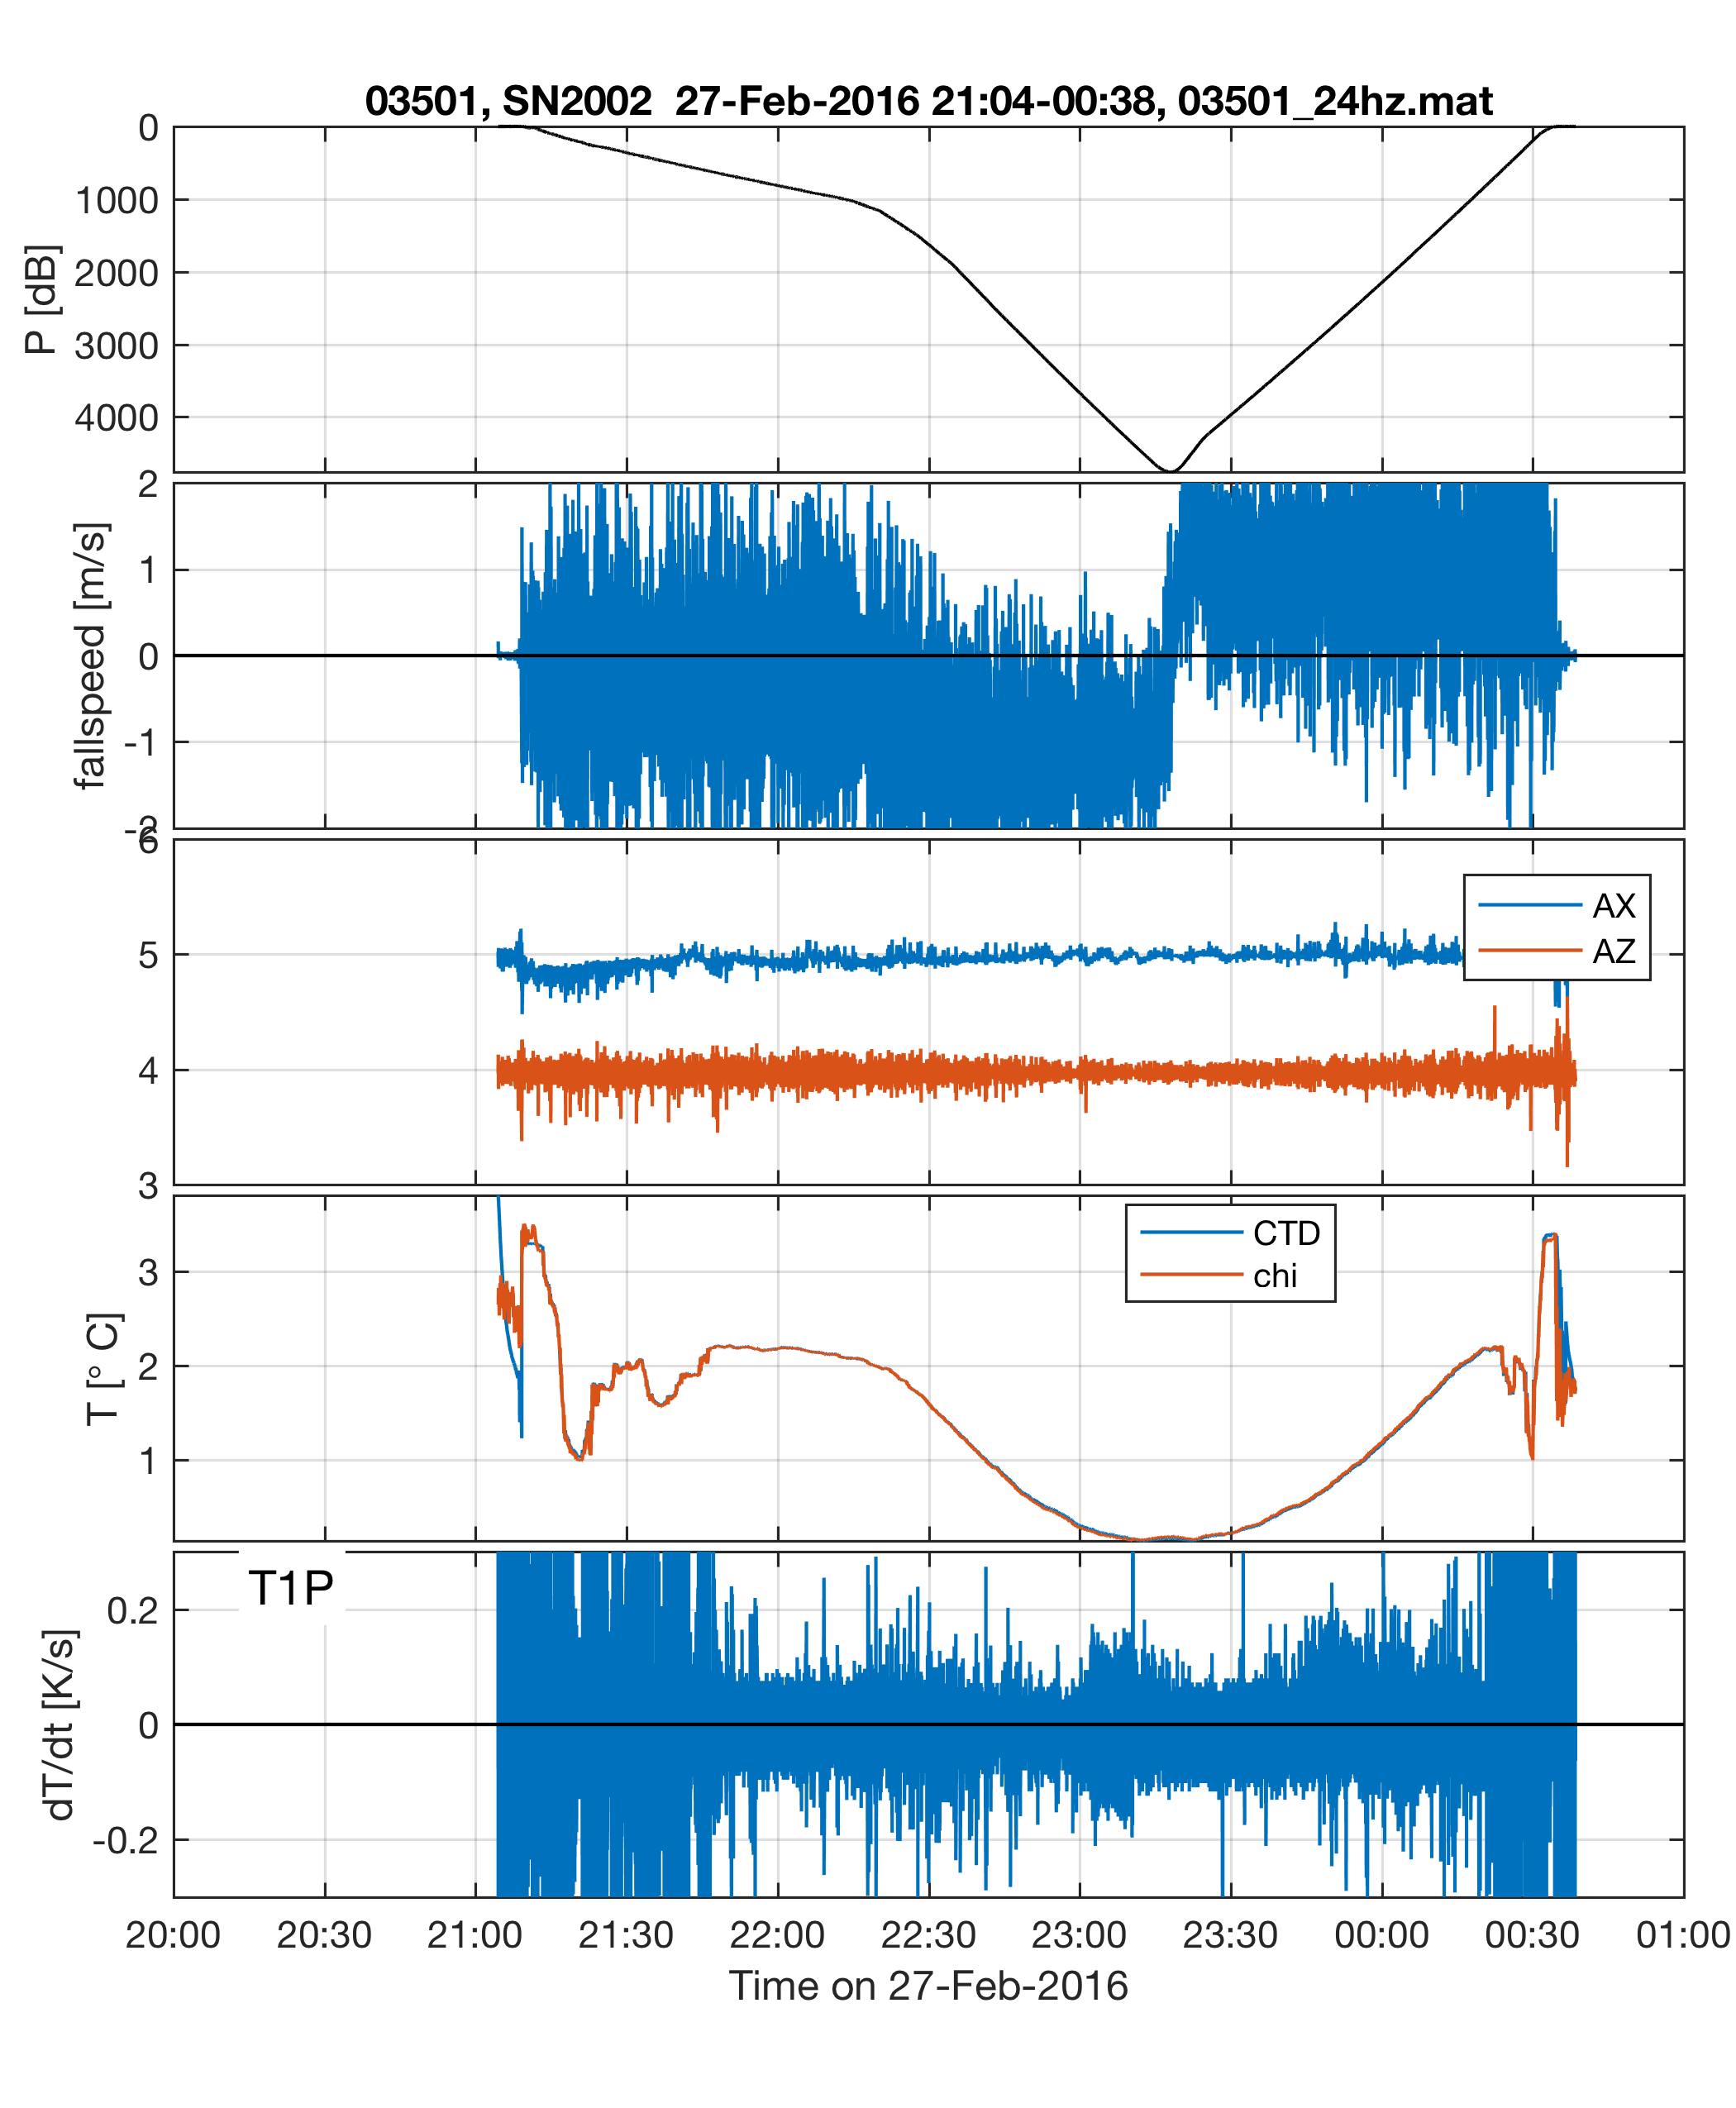 03501, SN2002  27-Feb-2016 21:04-00:38, 03501_24hz.mat
0
1000
2000
3000
4000
P [dB]
2
1
0
-1
-2
fallspeed [m/s]
6
5
4
3
AX
AZ
3
2
1
T [° C]
CTD
chi
T1P
0.2
0
-0.2
dT/dt [K/s]
20:00 20:30 21:00 21:30 22:00 22:30 23:00 23:30 00:00 00:30 01:00
Time on 27-Feb-2016